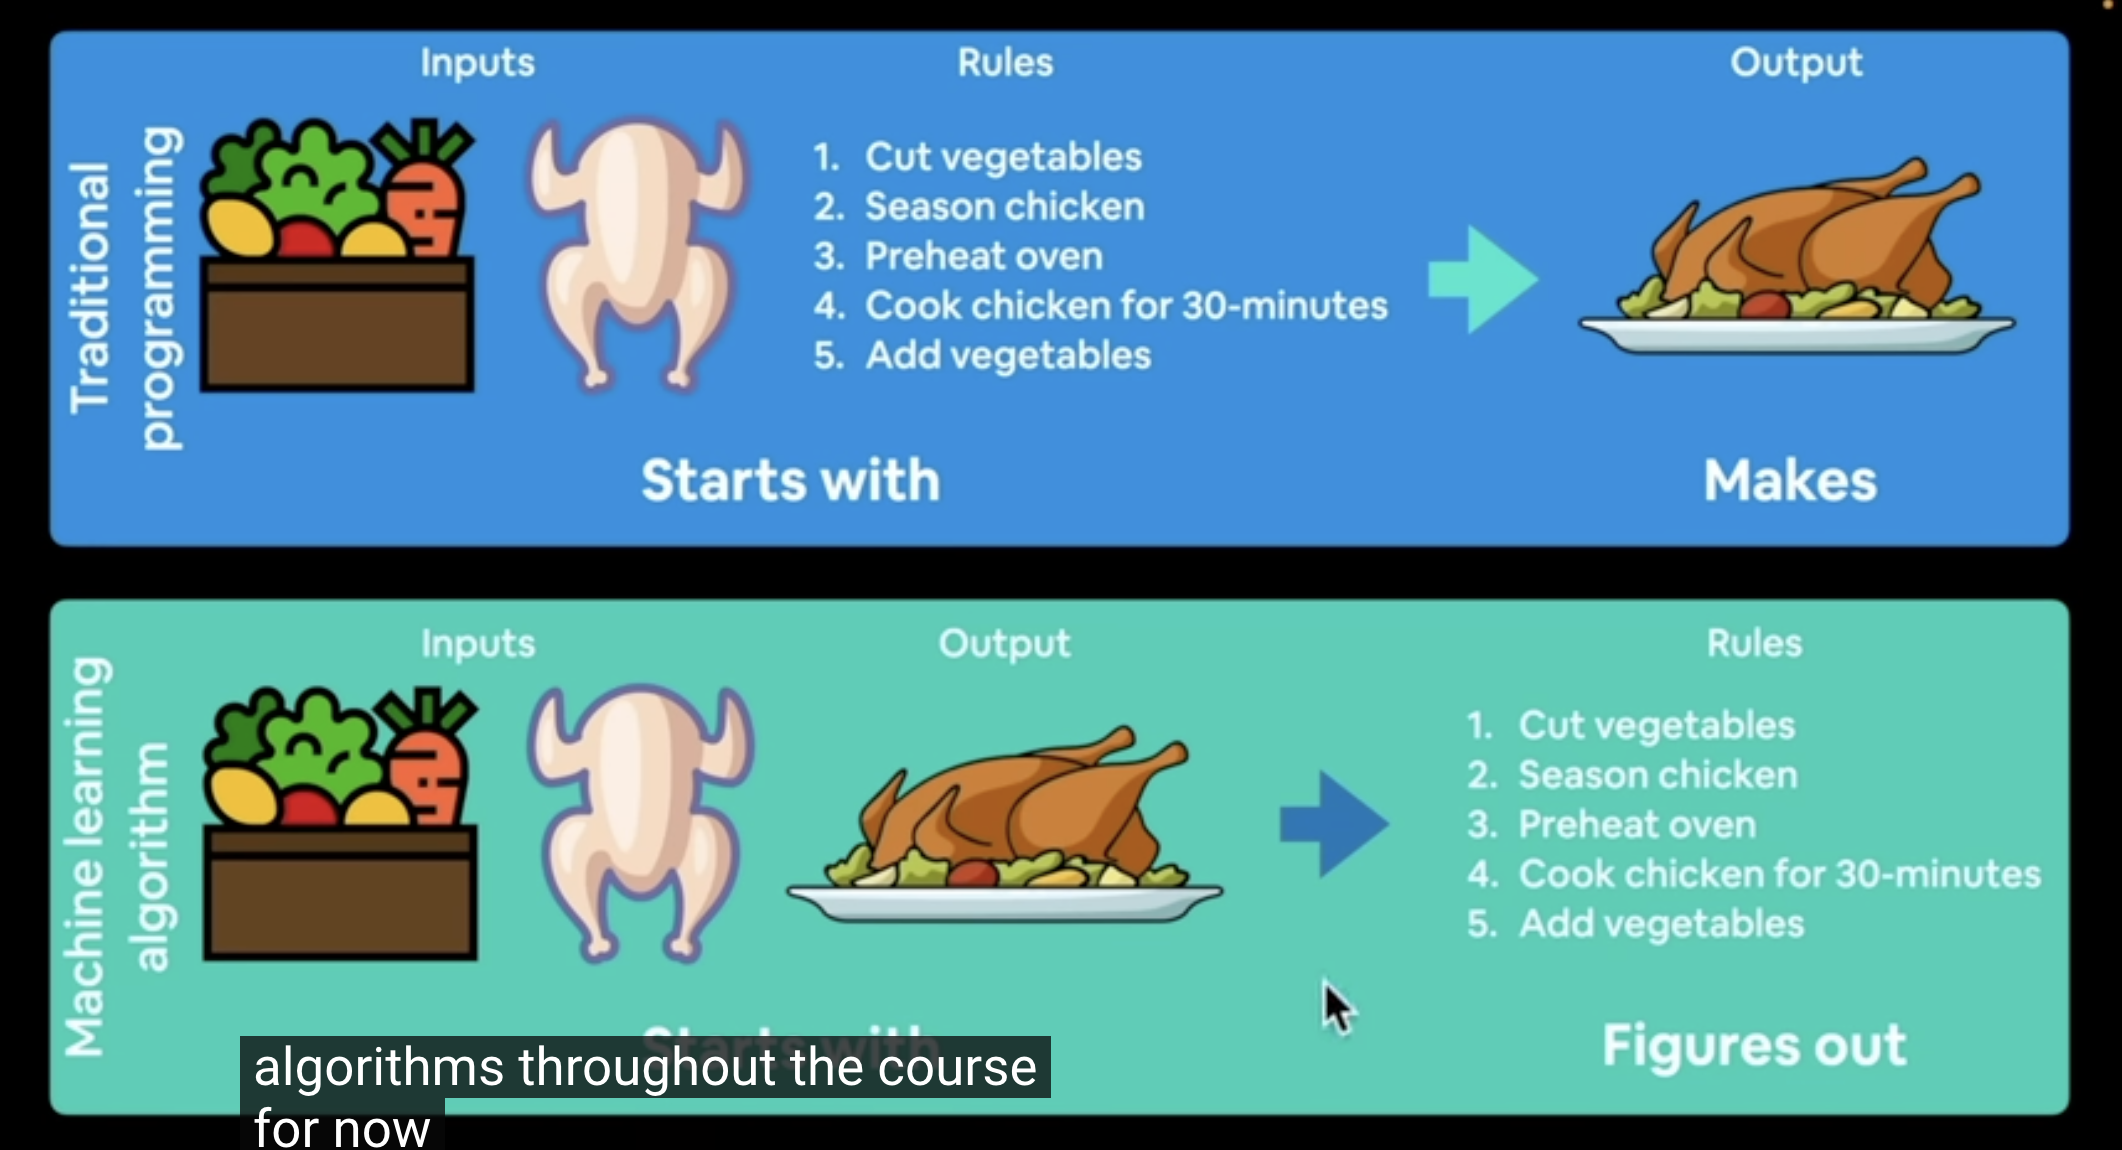 Inputs
Rules
Output
Traditional
programming
1. Cut vegetables
2. Season chicken
3. Preheat oven
4. Cook chicken for 30-minutes
5. Add vegetables
Starts with
Makes
Inputs
Output
Rules
Machine learning
algorithm
1. Cut vegetables
2. Season chicken
3. Preheat oven
4. Cook chicken for 30-minutes
5. Add vegetables
Starts with
Figures out
algorithms throughout the course
for now